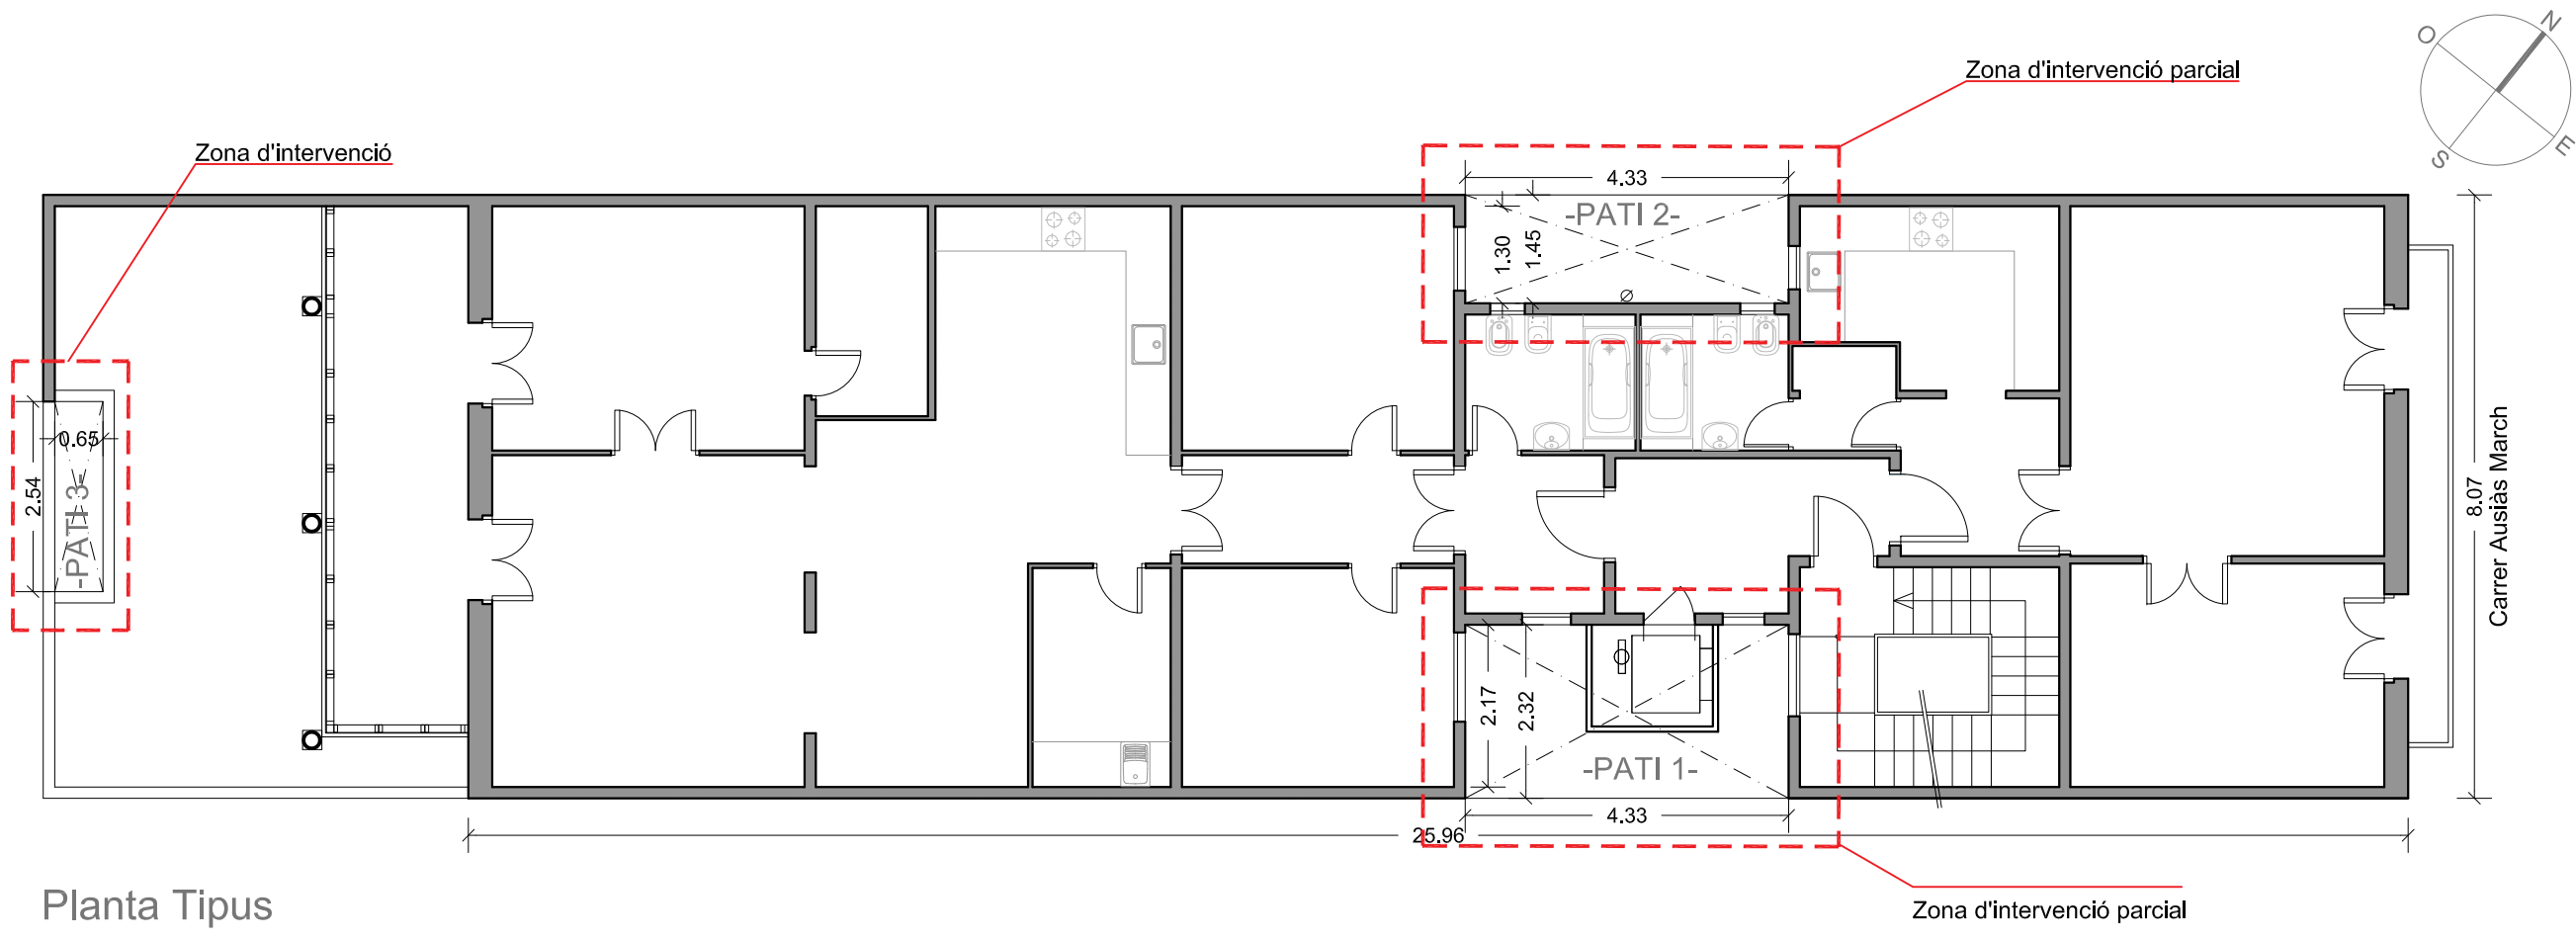 N
O
S
E
Zona d'intervenció parcial
Zona d'intervenció
4.33
-PATI 2-
1.30
1.45
0.65
2.54
-PATI 3-
8.07
Carrer Ausiàs March
2.17
2.32
-PATI 1-
4.33
25.96
Planta Tipus
Zona d'intervenció parcial